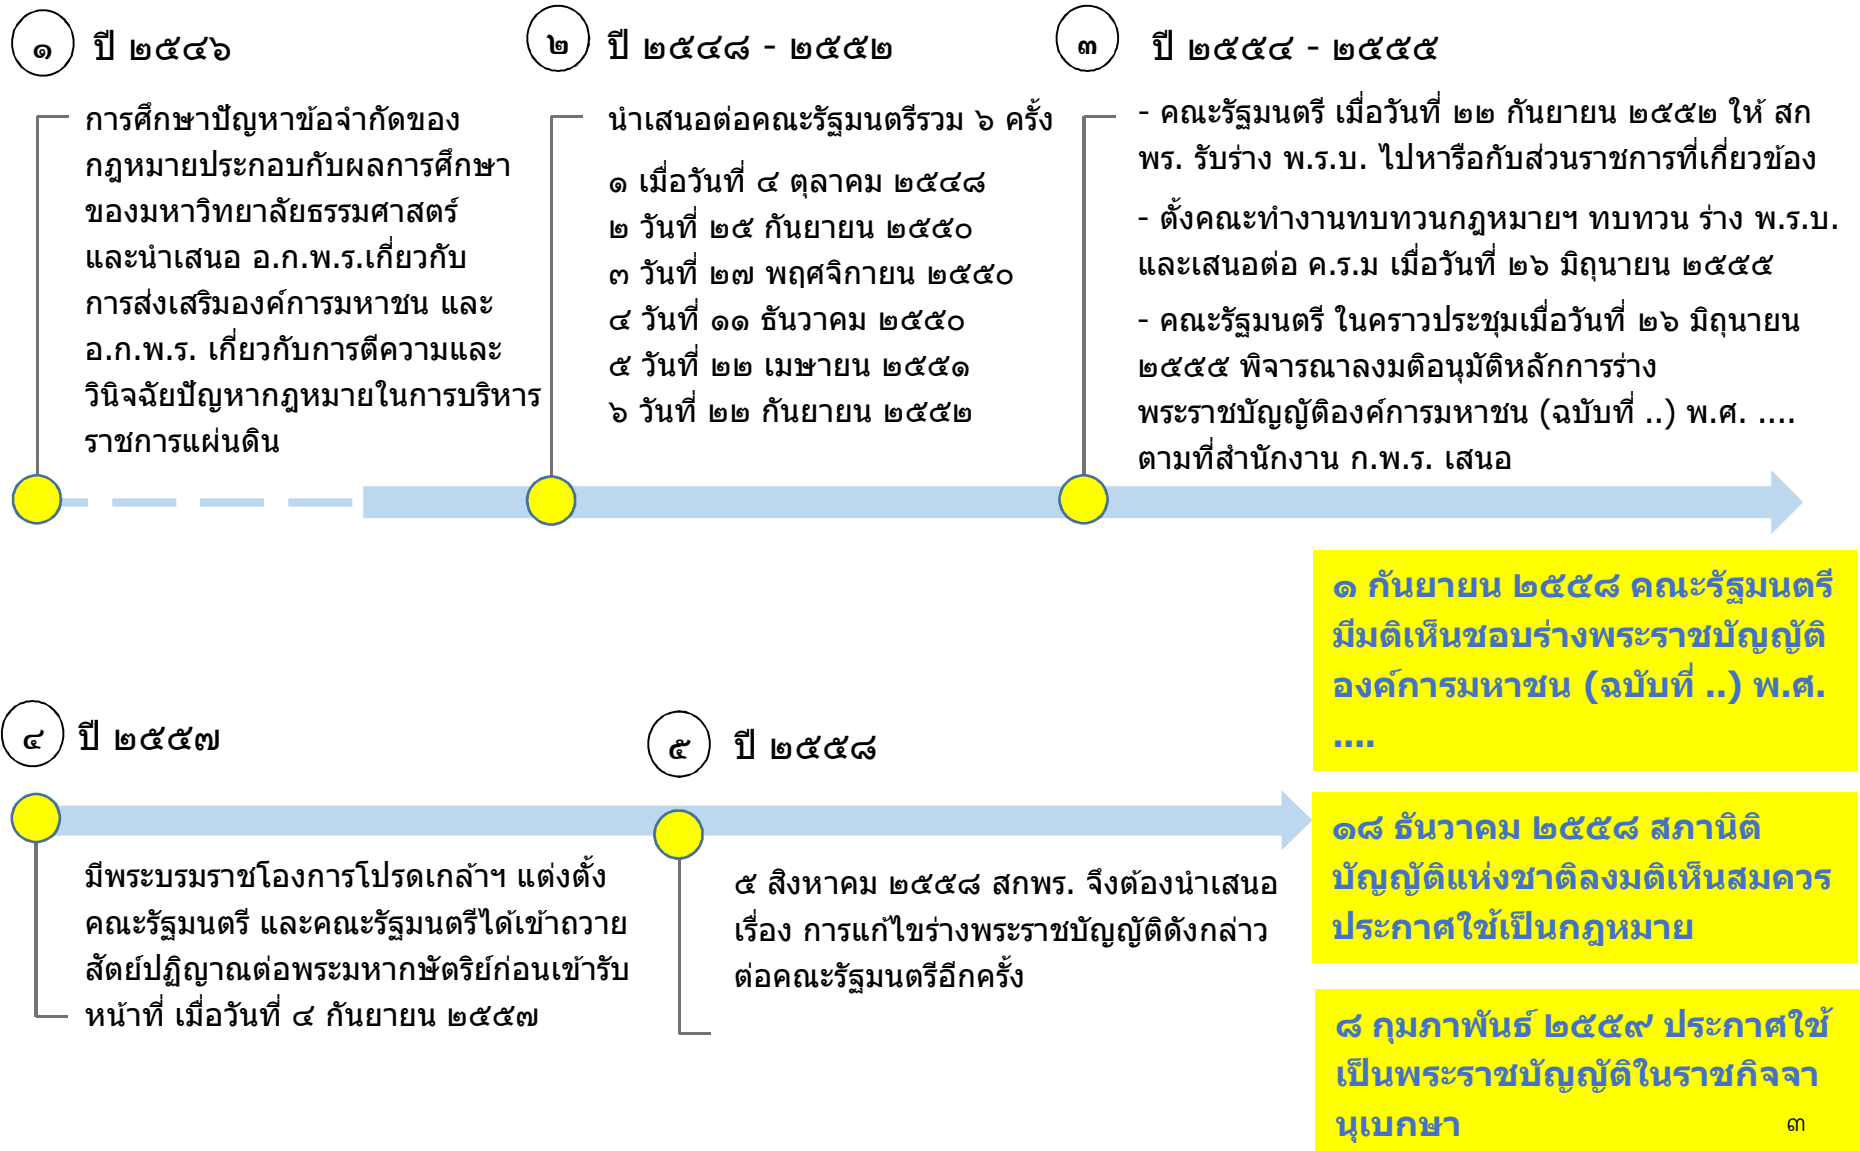 ๑ ปี ๒๕๔๖
การศึกษาปัญหาข้อจำกัดของ
กฎหมายประกอบกับผลการศึกษา
ของมหาวิทยาลัยธรรมศาสตร์
และนำเสนอ อ.ก.พ.ร.เกี่ยวกับ
การส่งเสริมองค์การมหาชน และ
อ.ก.พ.ร. เกี่ยวกับการตีความและ
วินิจฉัยปัญหากฎหมายในการบริหาร
ราชการแผ่นดิน
๒ ปี ๒๕๔๘ - ๒๕๕๒
นำเสนอต่อคณะรัฐมนตรีรวม ๖ ครั้ง
๑ เมื่อวันที่ ๔ ตุลาคม ๒๕๔๘
๒ วันที่ ๒๕ กันยายน ๒๕๕๐
๓ วันที่ ๒๗ พฤศจิกายน ๒๕๕๐
๔ วันที่ ๑๑ ธันวาคม ๒๕๕๐
๕ วันที่ ๒๒ เมษายน ๒๕๕๑
๖ วันที่ ๒๒ กันยายน ๒๕๕๒
๓ ปี ๒๕๕๔ - ๒๕๕๕
- คณะรัฐมนตรี เมื่อวันที่ ๒๒ กันยายน ๒๕๕๒ ให้ สก
พร. รับร่าง พ.ร.บ. ไปหารือกับส่วนราชการที่เกี่ยวข้อง
- ตั้งคณะทำงานทบทวนกฎหมายฯ ทบทวน ร่าง พ.ร.บ.
และเสนอต่อ ค.ร.ม เมื่อวันที่ ๒๖ มิถุนายน ๒๕๕๕
- คณะรัฐมนตรี ในคราวประชุมเมื่อวันที่ ๒๖ มิถุนายน
๒๕๕๕ พิจารณาลงมติอนุมัติหลักการร่าง
พระราชบัญญัติองค์การมหาชน (ฉบับที่ ..) พ.ศ. ....
ตามที่สำนักงาน ก.พ.ร. เสนอ
๔ ปี ๒๕๕๗
มีพระบรมราชโองการโปรดเกล้าฯ แต่งตั้ง
คณะรัฐมนตรี และคณะรัฐมนตรีได้เข้าถวาย
สัตย์ปฏิญาณต่อพระมหากษัตริย์ก่อนเข้ารับ
หน้าที่ เมื่อวันที่ ๔ กันยายน ๒๕๕๗
๕ ปี ๒๕๕๘
๕ สิงหาคม ๒๕๕๘ สกพร. จึงต้องนำเสนอ
เรื่อง การแก้ไขร่างพระราชบัญญัติดังกล่าว
ต่อคณะรัฐมนตรีอีกครั้ง
๑ กันยายน ๒๕๕๘ คณะรัฐมนตรี
มีมติเห็นชอบร่างพระราชบัญญัติ
องค์การมหาชน (ฉบับที่ ..) พ.ศ.
....
๑๘ ธันวาคม ๒๕๕๘ สภานิติ
บัญญัติแห่งชาติลงมติเห็นสมควร
ประกาศใช้เป็นกฎหมาย
๘ กุมภาพันธ์ ๒๕๕๙ ประกาศใช้
เป็นพระราชบัญญัติในราชกิจจา
นุเบกษา
๓